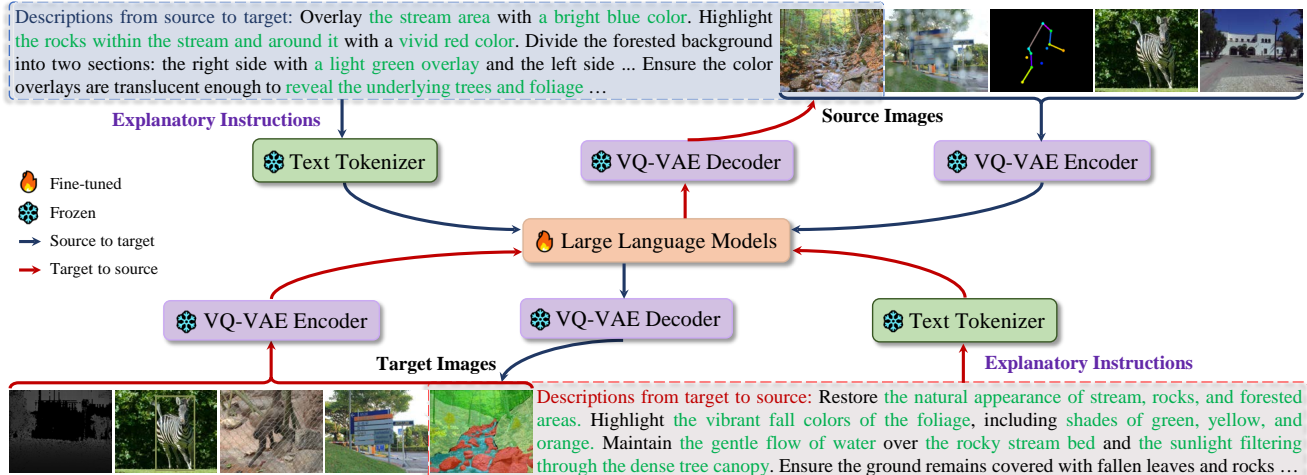 Descriptions from source to target: Overlay the stream area with a bright blue color. Highlight
the rocks within the stream and around it with a vivid red color. Divide the forested background
into two sections: the right side with a light green overlay and the left side ... Ensure the color
overlays are translucent enough to reveal the underlying trees and foliage …
Explanatory Instructions
Source Images
Text Tokenizer
VQ-VAE Decoder
VQ-VAE Encoder
Fine-tuned
Frozen
Source to target
Target to source
Large Language Models
VQ-VAE Encoder
VQ-VAE Decoder
Text Tokenizer
Target Images
Explanatory Instructions
Descriptions from target to source: Restore the natural appearance of stream, rocks, and forested
areas. Highlight the vibrant fall colors of the foliage, including shades of green, yellow, and
orange. Maintain the gentle flow of water over the rocky stream bed and the sunlight filtering
through the dense tree canopy. Ensure the ground remains covered with fallen leaves and rocks …